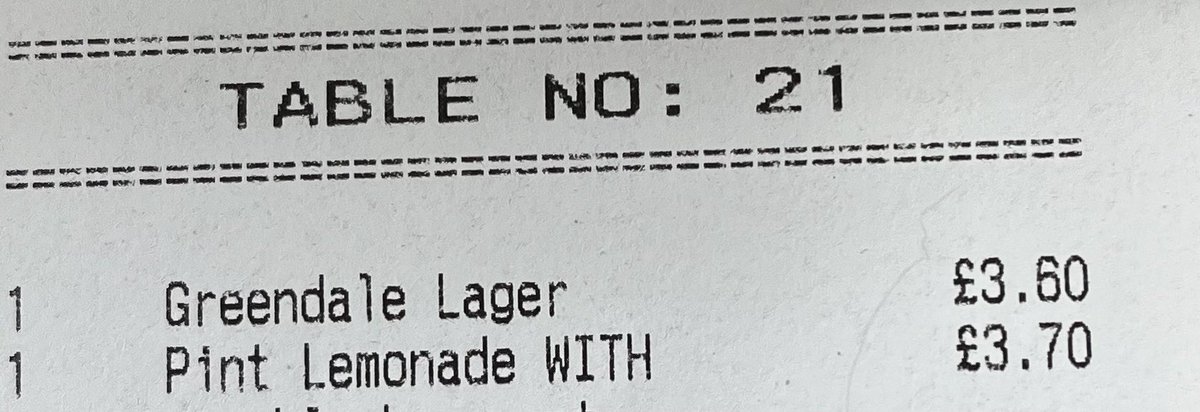 TABLE NO: 21
1 Greendale Lager £3.60
1 Pint Lemonade WITH £3.70